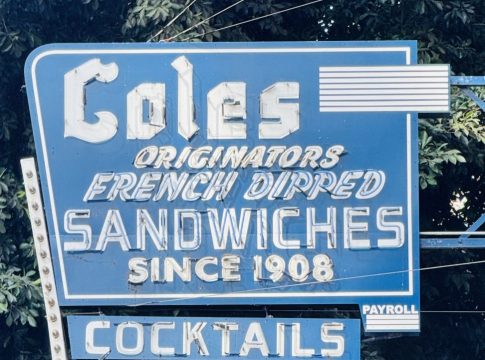 Coles
ORIGINATORS
FRENCH DIPPED
SANDWICHES
SINCE 1908
PAYROLL
COCKTAILS